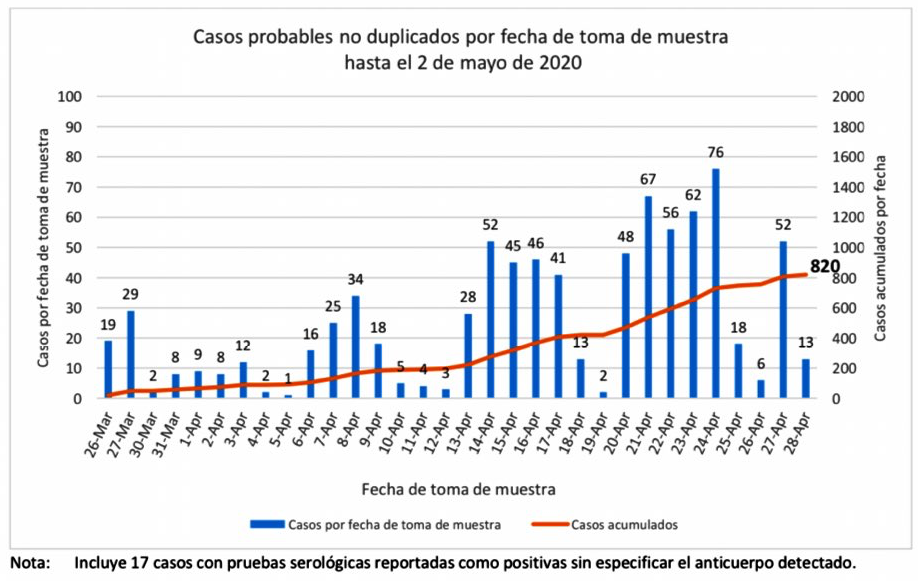 Casos probables no duplicados por fecha de toma de muestra
hasta el 2 de mayo de 2020
Casos por fecha de toma de muestra
100
90
80
70
60
50
40
30
20
10
0
19
29
2
8
9
8
12
2
1
16
25
34
18
5
4
3
28
52
45
46
41
13
2
48
67
56
62
76
18
6
52
13
820
2000
1800
1600
1400
1200
1000
800
600
400
200
0
Casos acumulados por fecha
26-Mar
27-Mar
30-Mar
31-Mar
1-Apr
2-Apr
3-Apr
4-Apr
5-Apr
6-Apr
7-Apr
8-Apr
9-Apr
10-Apr
11-Apr
12-Apr
13-Apr
14-Apr
15-Apr
16-Apr
17-Apr
18-Apr
19-Apr
20-Apr
21-Apr
22-Apr
23-Apr
24-Apr
25-Apr
26-Apr
27-Apr
28-Apr
Fecha de toma de muestra
Casos por fecha de toma de muestra
Casos acumulados
Nota: Incluye 17 casos con pruebas serológicas reportadas como positivas sin especificar el anticuerpo detectado.